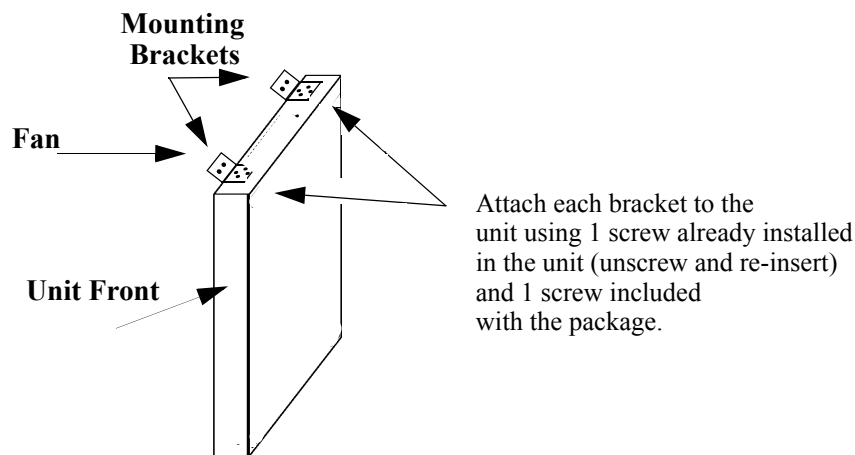 Mounting
Brackets
Fan
Attach each bracket to the
unit using 1 screw already installed
in the unit (unscrew and re-insert)
and 1 screw included
with the package.
Unit Front